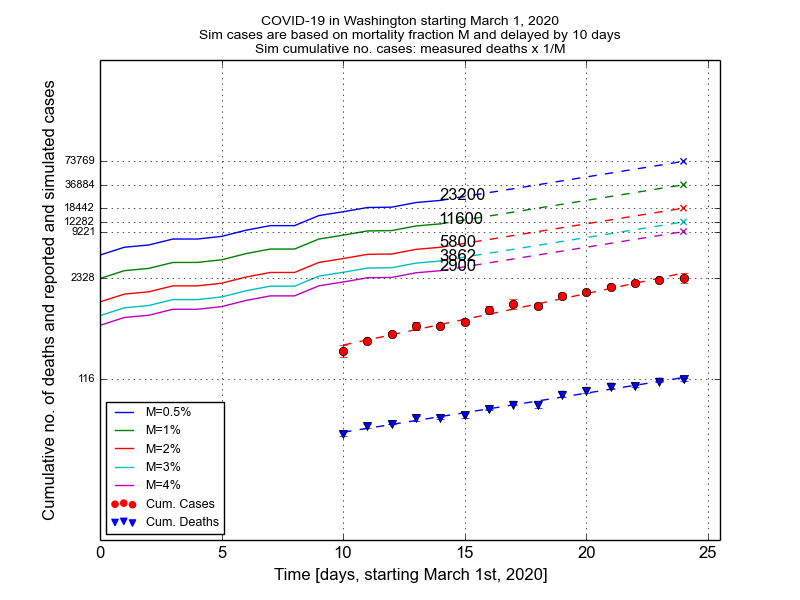 COVID-19 in Washington starting March 1, 2020
Sim cases are based on mortality fraction M and delayed by 10 days
Sim cumulative no. cases: measured deaths x 1/M
Cumulative no. of deaths and reported and simulated cases
73769
36884
18442
12282
9221
2328
116
23200
11600
5800
3862
2900
M=0.5%
M=1%
M=2%
M=3%
M=4%
Cum. Cases
Cum. Deaths
0 5 10 15 20 25
Time [days, starting March 1st, 2020]